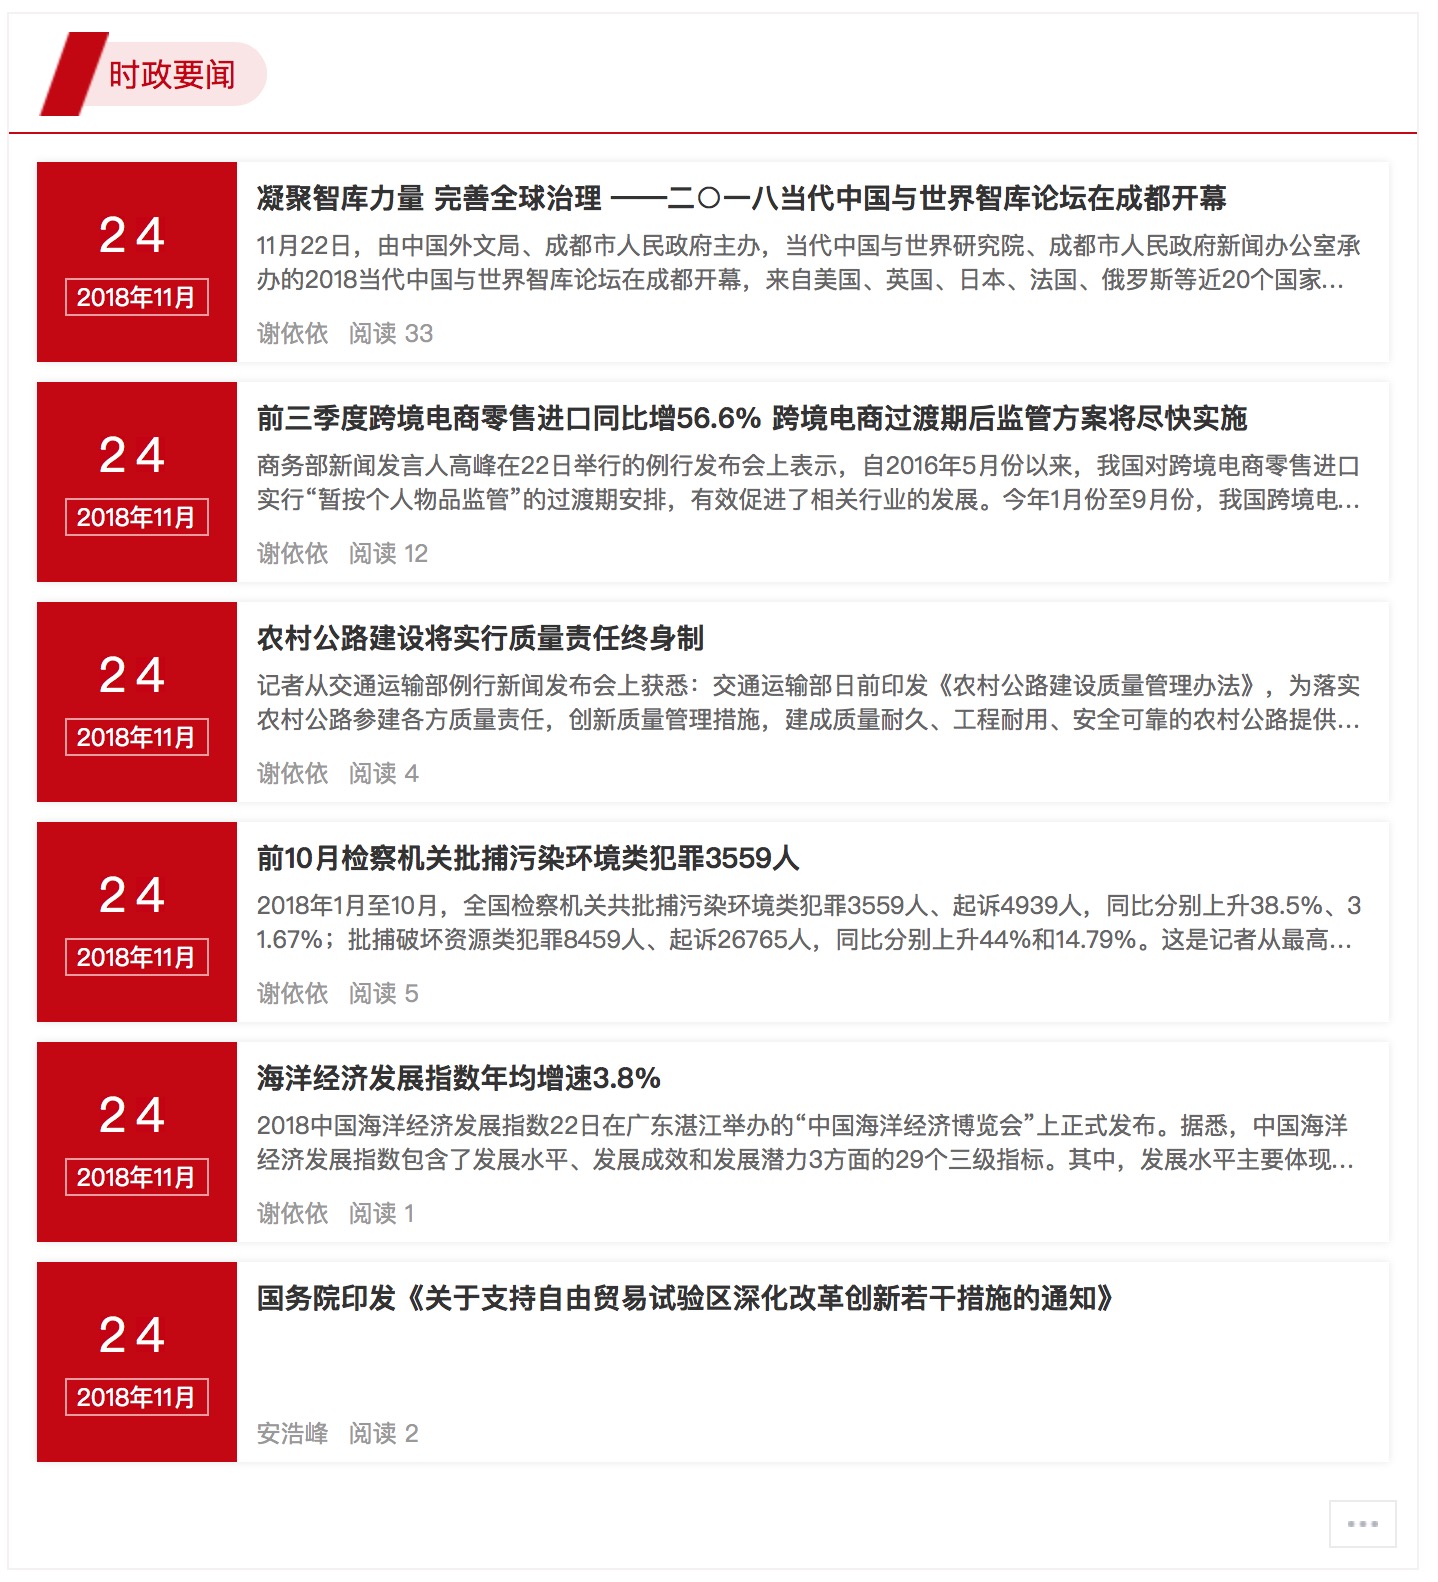 时政要闻
24
2018年11月
凝聚智库力量 完善全球治理 ——二〇一八当代中国与世界智库论坛在成都开幕
11月22日，由中国外文局、成都市人民政府主办，当代中国与世界研究院、成都市人民政府新闻办公室承
办的2018当代中国与世界智库论坛在成都开幕，来自美国、英国、日本、法国、俄罗斯等近20个国家...
谢依依 阅读 33
24
2018年11月
前三季度跨境电商零售进口同比增56.6% 跨境电商过渡期后监管方案将尽快实施
商务部新闻发言人高峰在22日举行的例行发布会上表示，自2016年5月份以来，我国对跨境电商零售进口
实行“暂按个人物品监管”的过渡期安排，有效促进了相关行业的发展。今年1月份至9月份，我国跨境电...
谢依依 阅读 12
24
2018年11月
农村公路建设将实行质量责任终身制
记者从交通运输部例行新闻发布会上获悉：交通运输部日前印发《农村公路建设质量管理办法》，为落实
农村公路参建各方质量责任，创新质量管理措施，建成质量耐久、工程耐用、安全可靠的农村公路提供...
谢依依 阅读 4
24
2018年11月
前10月检察机关批捕污染环境类犯罪3559人
2018年1月至10月，全国检察机关共批捕污染环境类犯罪3559人、起诉4939人，同比分别上升38.5%、3
1.67%；批捕破坏资源类犯罪8459人、起诉26765人，同比分别上升44%和14.79%。这是记者从最高...
谢依依 阅读 5
24
2018年11月
海洋经济发展指数年均增速3.8%
2018中国海洋经济发展指数22日在广东湛江举办的“中国海洋经济博览会”上正式发布。据悉，中国海洋
经济发展指数包含了发展水平、发展成效和发展潜力3方面的29个三级指标。其中，发展水平主要体现...
谢依依 阅读 1
24
2018年11月
国务院印发《关于支持自由贸易试验区深化改革创新若干措施的通知》
安浩峰 阅读 2